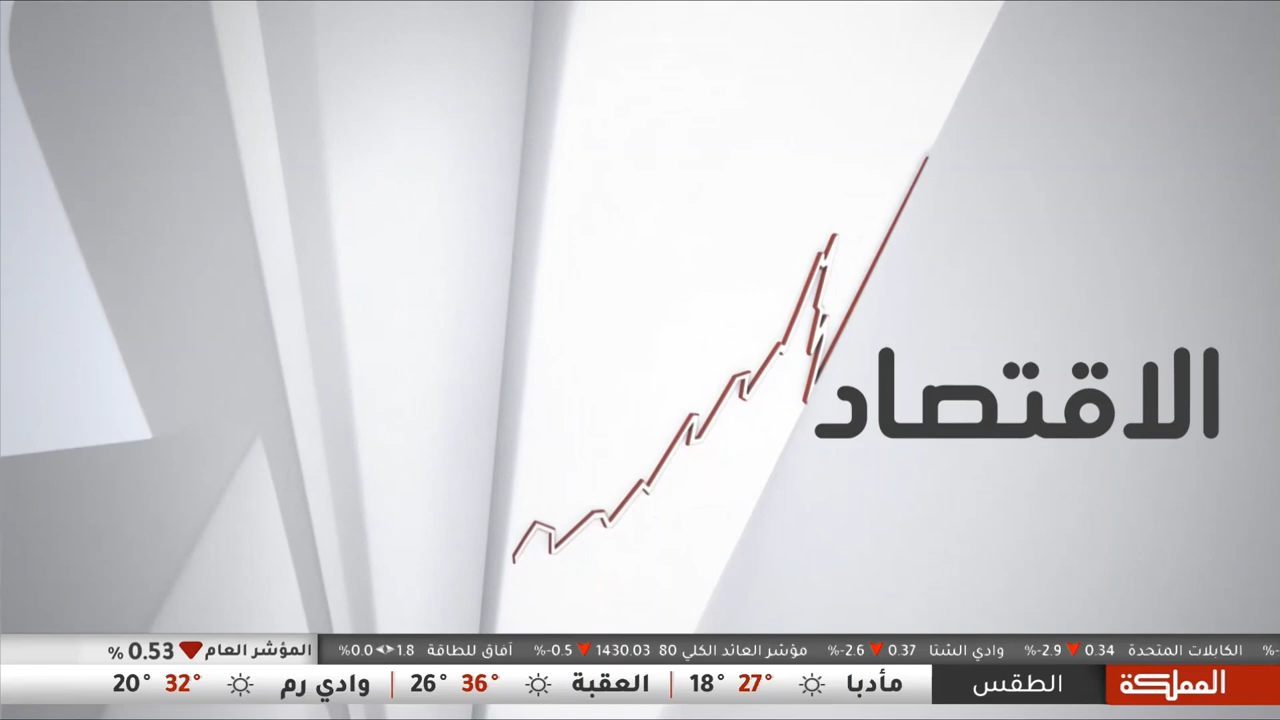 الاقتصاد
%- الكابلات المتحدة 0.34 %-2.9 وادي الشتا 0.37 %-2.6 مؤشر العائد الكلي 80 1430.03 %-0.5 آفاق للطاقة 1.8 %0.0 المؤشر العام 0.53 %
المملكة الطقس مأدبا 27° 18° العقبة 36° 26° وادي رم 32° 20°